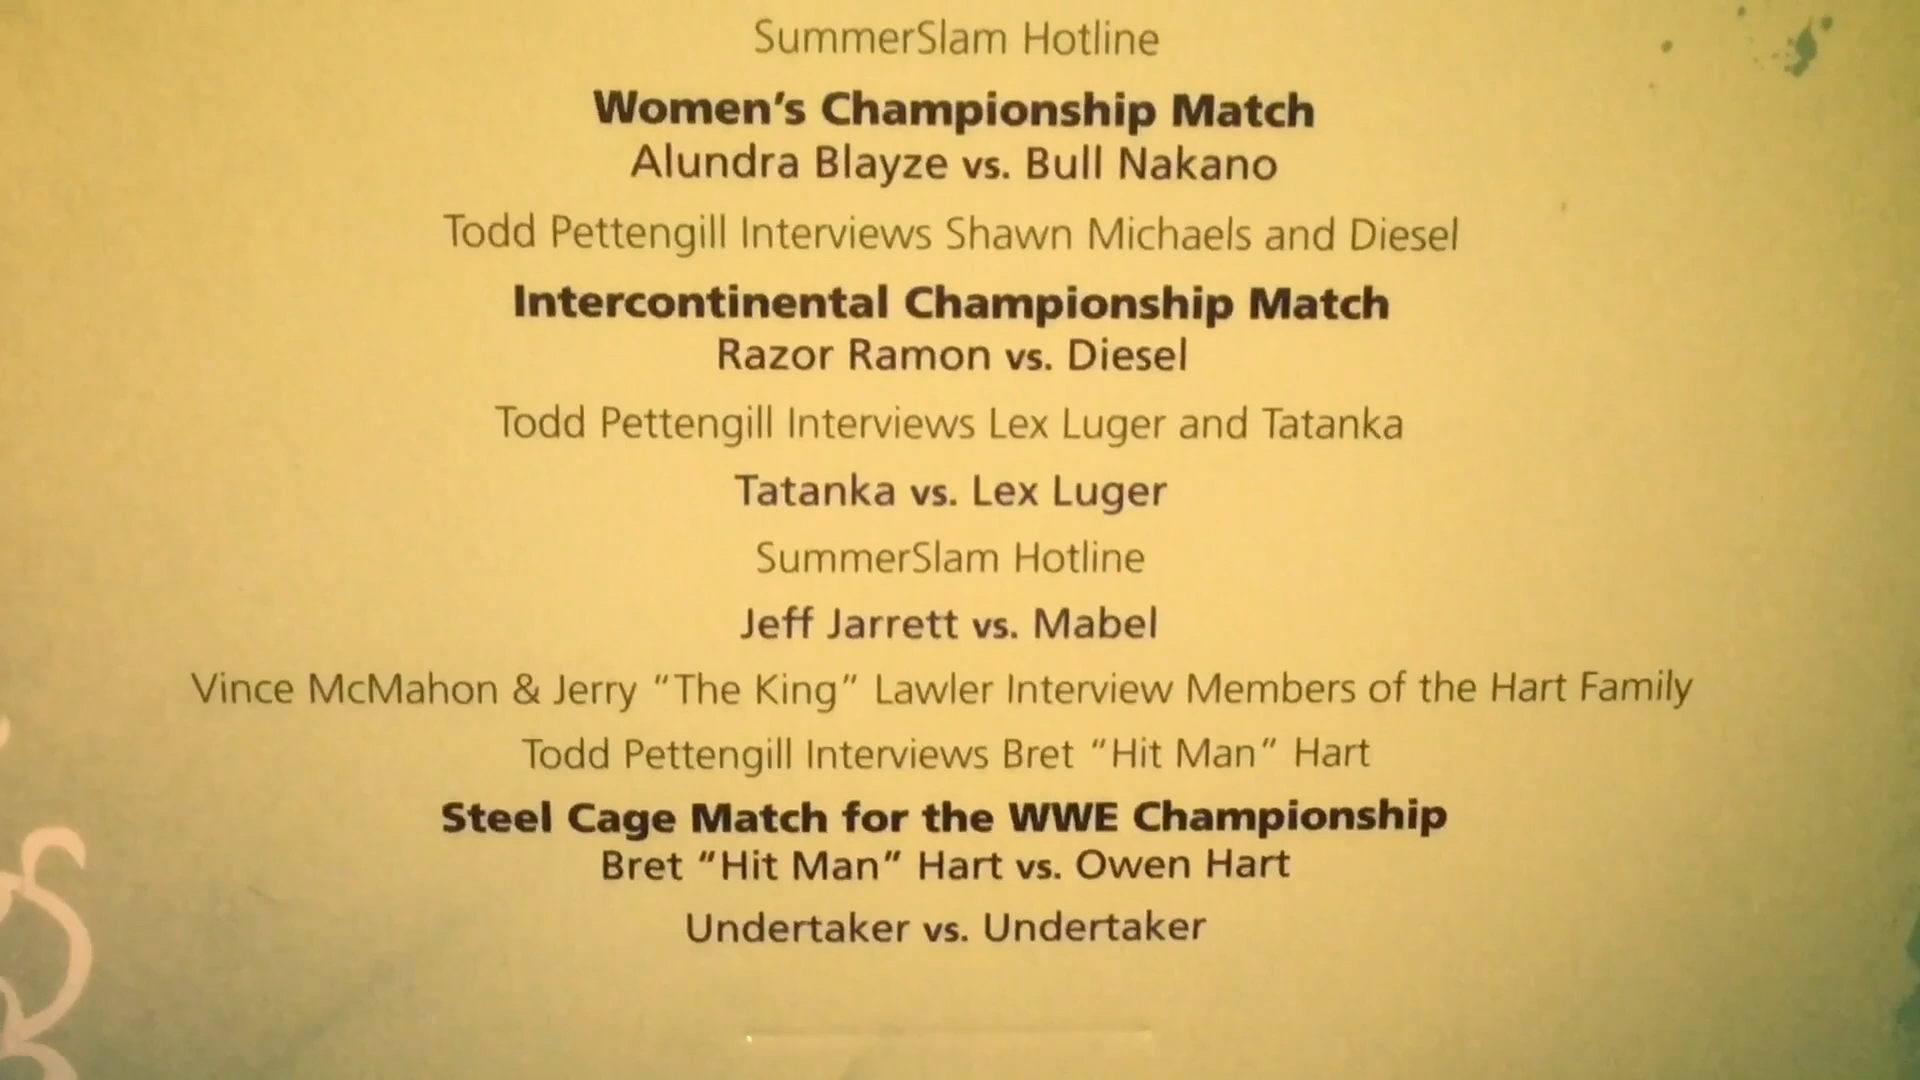 SummerSlam Hotline
Women's Championship Match
Alundra Blayze vs. Bull Nakano
Todd Pettengill Interviews Shawn Michaels and Diesel
Intercontinental Championship Match
Razor Ramon vs. Diesel
Todd Pettengill Interviews Lex Luger and Tatanka
Tatanka vs. Lex Luger
SummerSlam Hotline
Jeff Jarrett vs. Mabel
Vince McMahon & Jerry “The King” Lawler Interview Members of the Hart Family
Todd Pettengill Interviews Bret “Hit Man” Hart
Steel Cage Match for the WWE Championship
Bret “Hit Man” Hart vs. Owen Hart
Undertaker vs. Undertaker